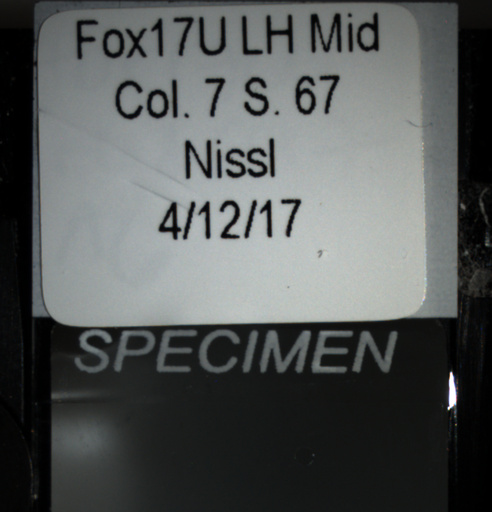 Fox17U LH Mid
Col. 7 S. 67
Nissl
4/12/17
SPECIMEN